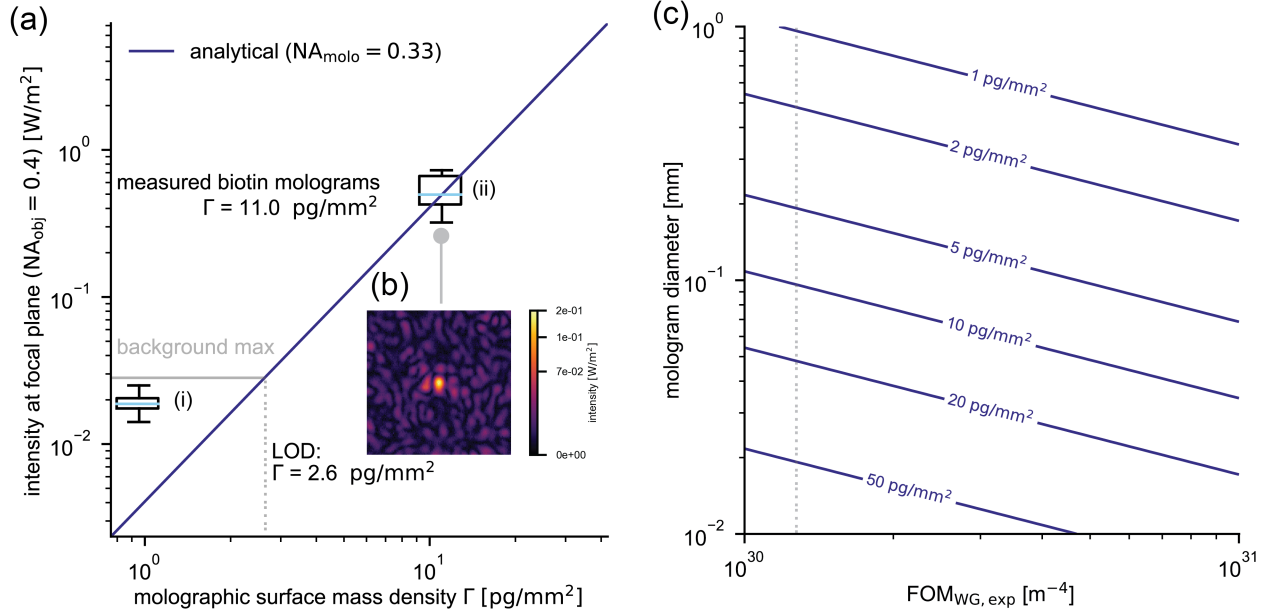 (a)
analytical (NA_molo = 0.33)
intensity at focal plane (NA_obj = 0.4) [W/m²]
10⁰
10⁻¹
10⁻²
measured biotin molograms
Γ = 11.0 pg/mm²
(ii)
(b)
2e-01
1e-01
7e-02
0e+00
intensity [W/m²]
background max
(i)
LOD:
Γ = 2.6 pg/mm²
10⁰
10¹
molographic surface mass density Γ [pg/mm²]
(c)
mologram diameter [mm]
10⁰
10⁻¹
10⁻²
1 pg/mm²
2 pg/mm²
5 pg/mm²
10 pg/mm²
20 pg/mm²
50 pg/mm²
10³⁰
10³¹
FOM_WG, exp [m⁻⁴]